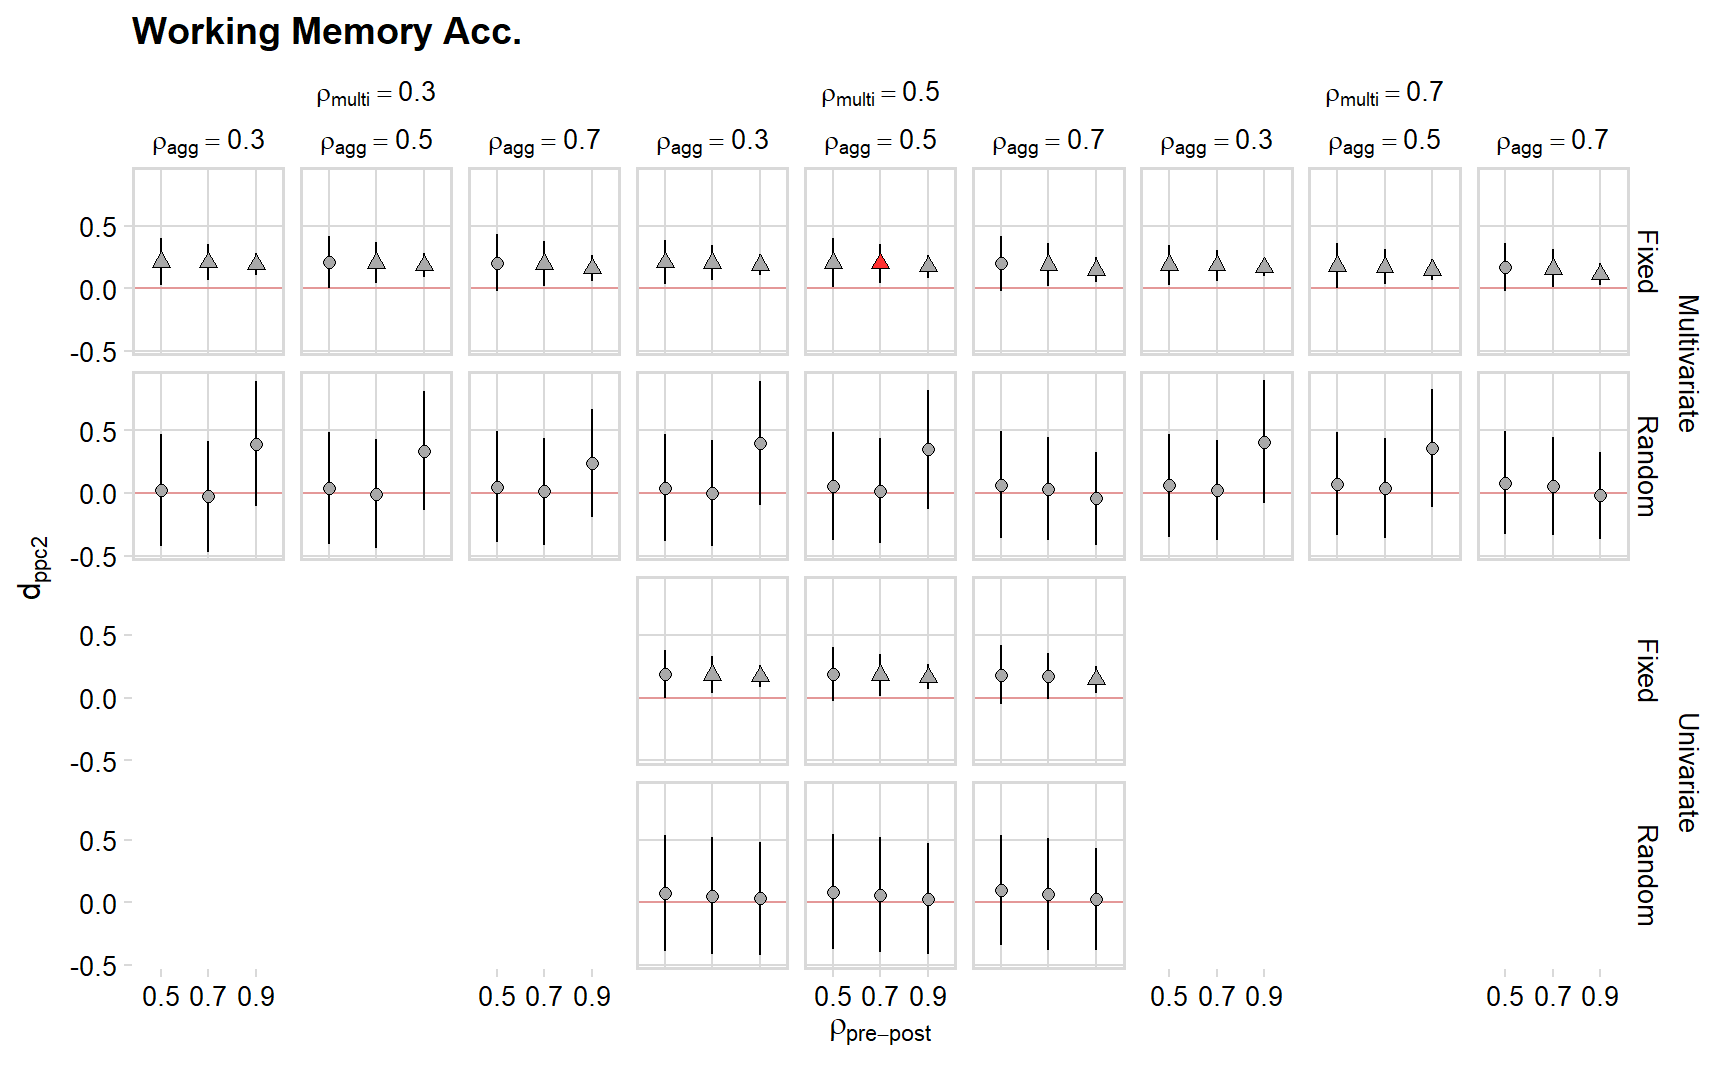 Working Memory Acc.
ρmulti = 0.3 ρmulti = 0.5 ρmulti = 0.7
ρagg = 0.3 ρagg = 0.5 ρagg = 0.7 ρagg = 0.3 ρagg = 0.5 ρagg = 0.7 ρagg = 0.3 ρagg = 0.5 ρagg = 0.7
0.5
0.0
-0.5
Fixed
0.5
0.0
-0.5
Random
Multivariate
0.5
0.0
-0.5
Fixed
0.5
0.0
-0.5
Random
Univariate
dppc2
0.5 0.7 0.9 0.5 0.7 0.9 0.5 0.7 0.9 0.5 0.7 0.9 0.5 0.7 0.9
ρpre−post